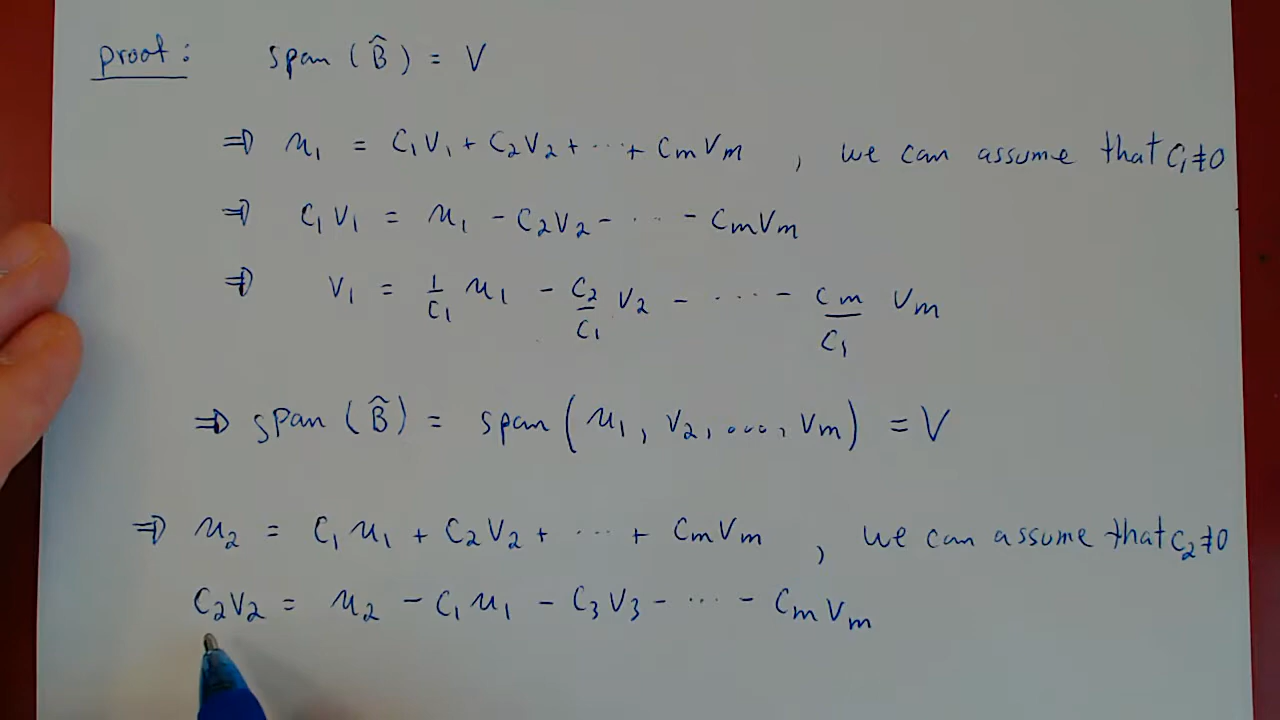 proof: span (B̂) = V
⇒ u₁ = C₁V₁ + C₂V₂ + ··· + CmVm , we can assume that C₁≠0
⇒ C₁V₁ = u₁ - C₂V₂ - ··· - CmVm
⇒ V₁ = 1/C₁ u₁ - C₂/C₁ V₂ - ···· - Cm/C₁ Vm
⇒ span (B̂) = span (u₁, V₂, ..., Vm) = V
⇒ u₂ = C₁u₁ + C₂V₂ + ··· + CmVm , we can assume that C₂≠0
C₂V₂ = u₂ - C₁u₁ - C₃V₃ - ··· - CmVm